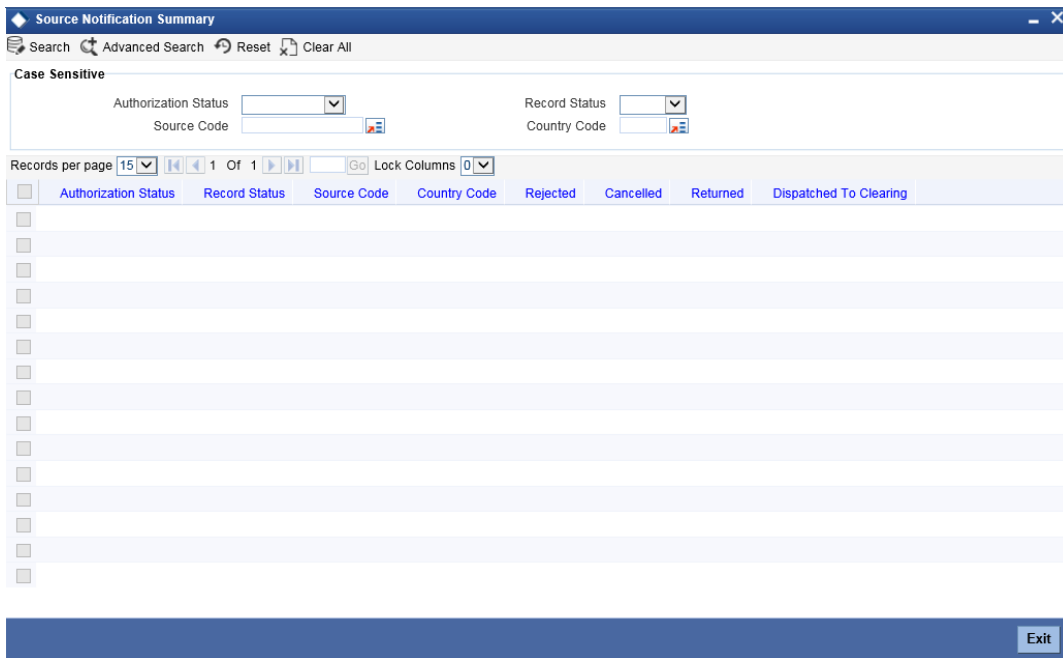 Source Notification Summary
Search Advanced Search Reset Clear All
Case Sensitive
Authorization Status Record Status
Source Code Country Code
Records per page 15 1 Of 1 Go Lock Columns 0
Authorization Status Record Status Source Code Country Code Rejected Cancelled Returned Dispatched To Clearing
Exit